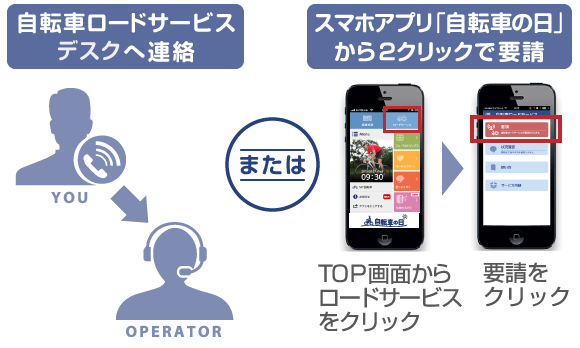 自転車ロードサービス
デスクへ連絡
YOU
OPERATOR
または
スマホアプリ「自転車の日」
から2クリックで要請
09:30
自転車の日
要請
TOP画面から
ロードサービス
をクリック
要請を
クリック